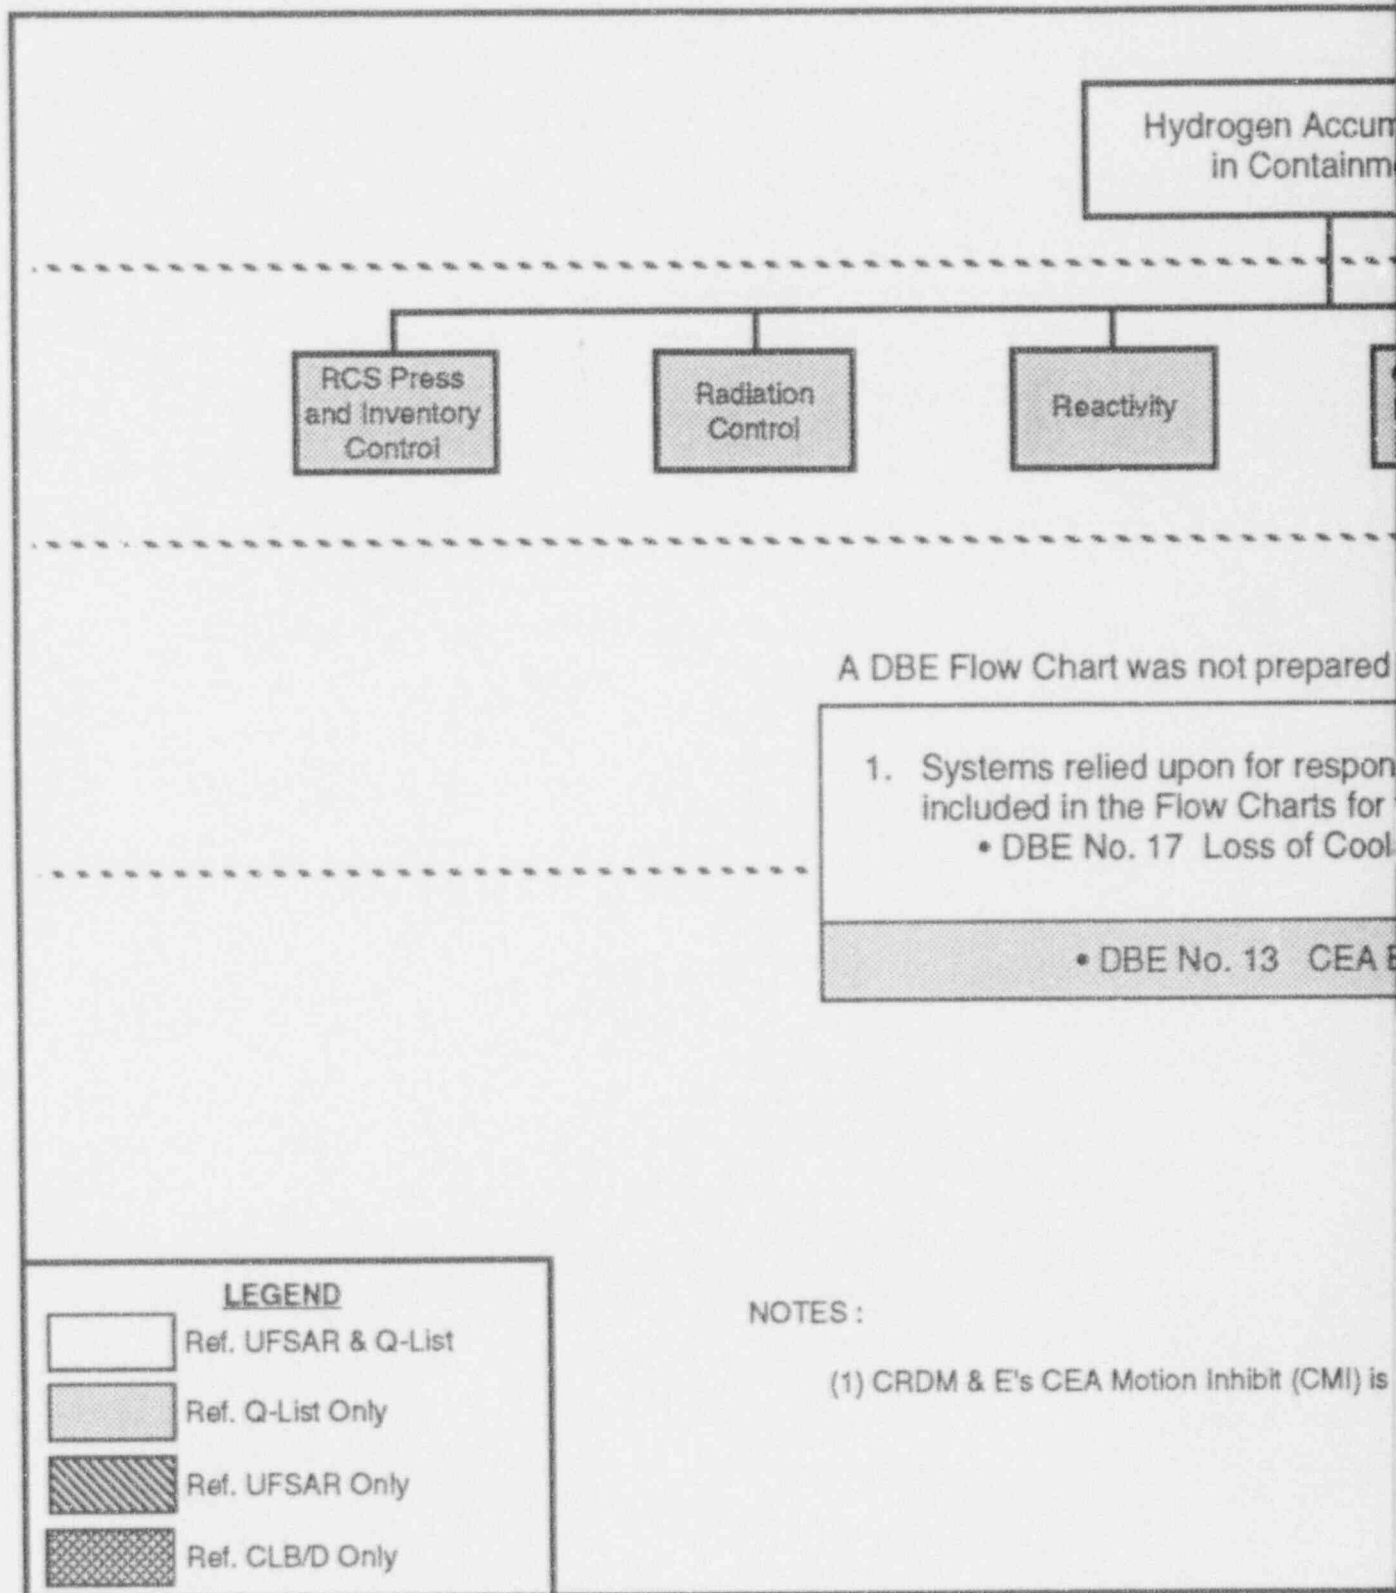 Hydrogen Accum
in Containme
RCS Press
and Inventory
Control
Radiation
Control
Reactivity
A DBE Flow Chart was not prepared
1. Systems relied upon for respon
included in the Flow Charts for
• DBE No. 17 Loss of Cool
• DBE No. 13 CEA E
LEGEND
Ref. UFSAR & Q-List
Ref. Q-List Only
Ref. UFSAR Only
Ref. CLB/D Only
NOTES :
(1) CRDM & E's CEA Motion Inhibit (CMI) is